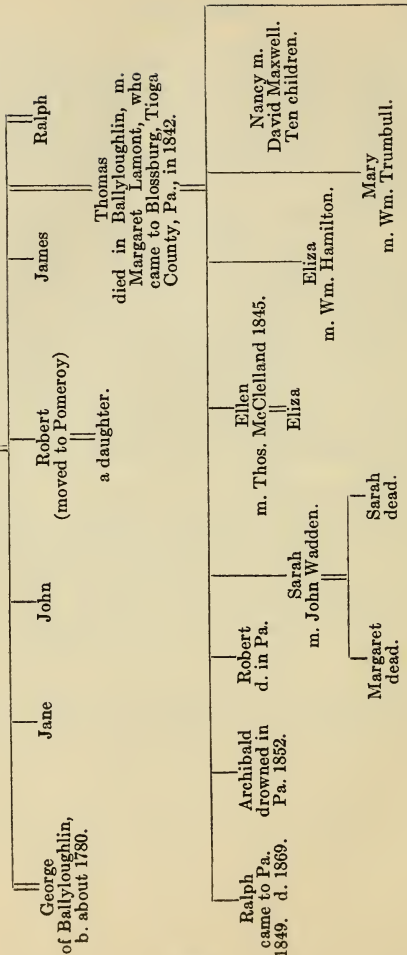 George
of Ballyloughlin,
b. about 1780.
Jane
John
Robert
(moved to Pomeroy)
a daughter.
James
Thomas
died in Ballyloughlin, m.
Margaret Lamont, who
came to Blossburg, Tioga
County, Pa., in 1842.
Ralph
Ralph
came to Pa.
1849. d. 1869.
Archibald
drowned in
Pa. 1852.
Robert
d. in Pa.
Sarah
m. John Wadden.
Margaret
dead.
Sarah
dead.
Ellen
m. Thos. McClelland 1845.
Eliza
Eliza
m. Wm. Hamilton.
Mary
m. Wm. Trumbull.
Nancy m.
David Maxwell.
Ten children.